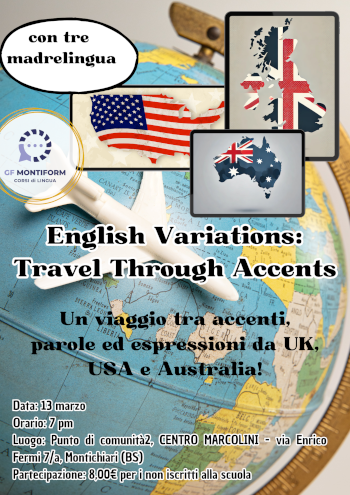 con tre
madrelingua
GF MONTIFORM
CORSI di LINGUA
English Variations:
Travel Through Accents
Un viaggio tra accenti,
parole ed espressioni da UK,
USA e Australia!
Data: 13 marzo
Orario: 7 pm
Luogo: Punto di comunità2, CENTRO MARCOLINI - via Enrico
Fermi 7/a, Montichiari (BS)
Partecipazione: 8,00€ per i non iscritti alla scuola